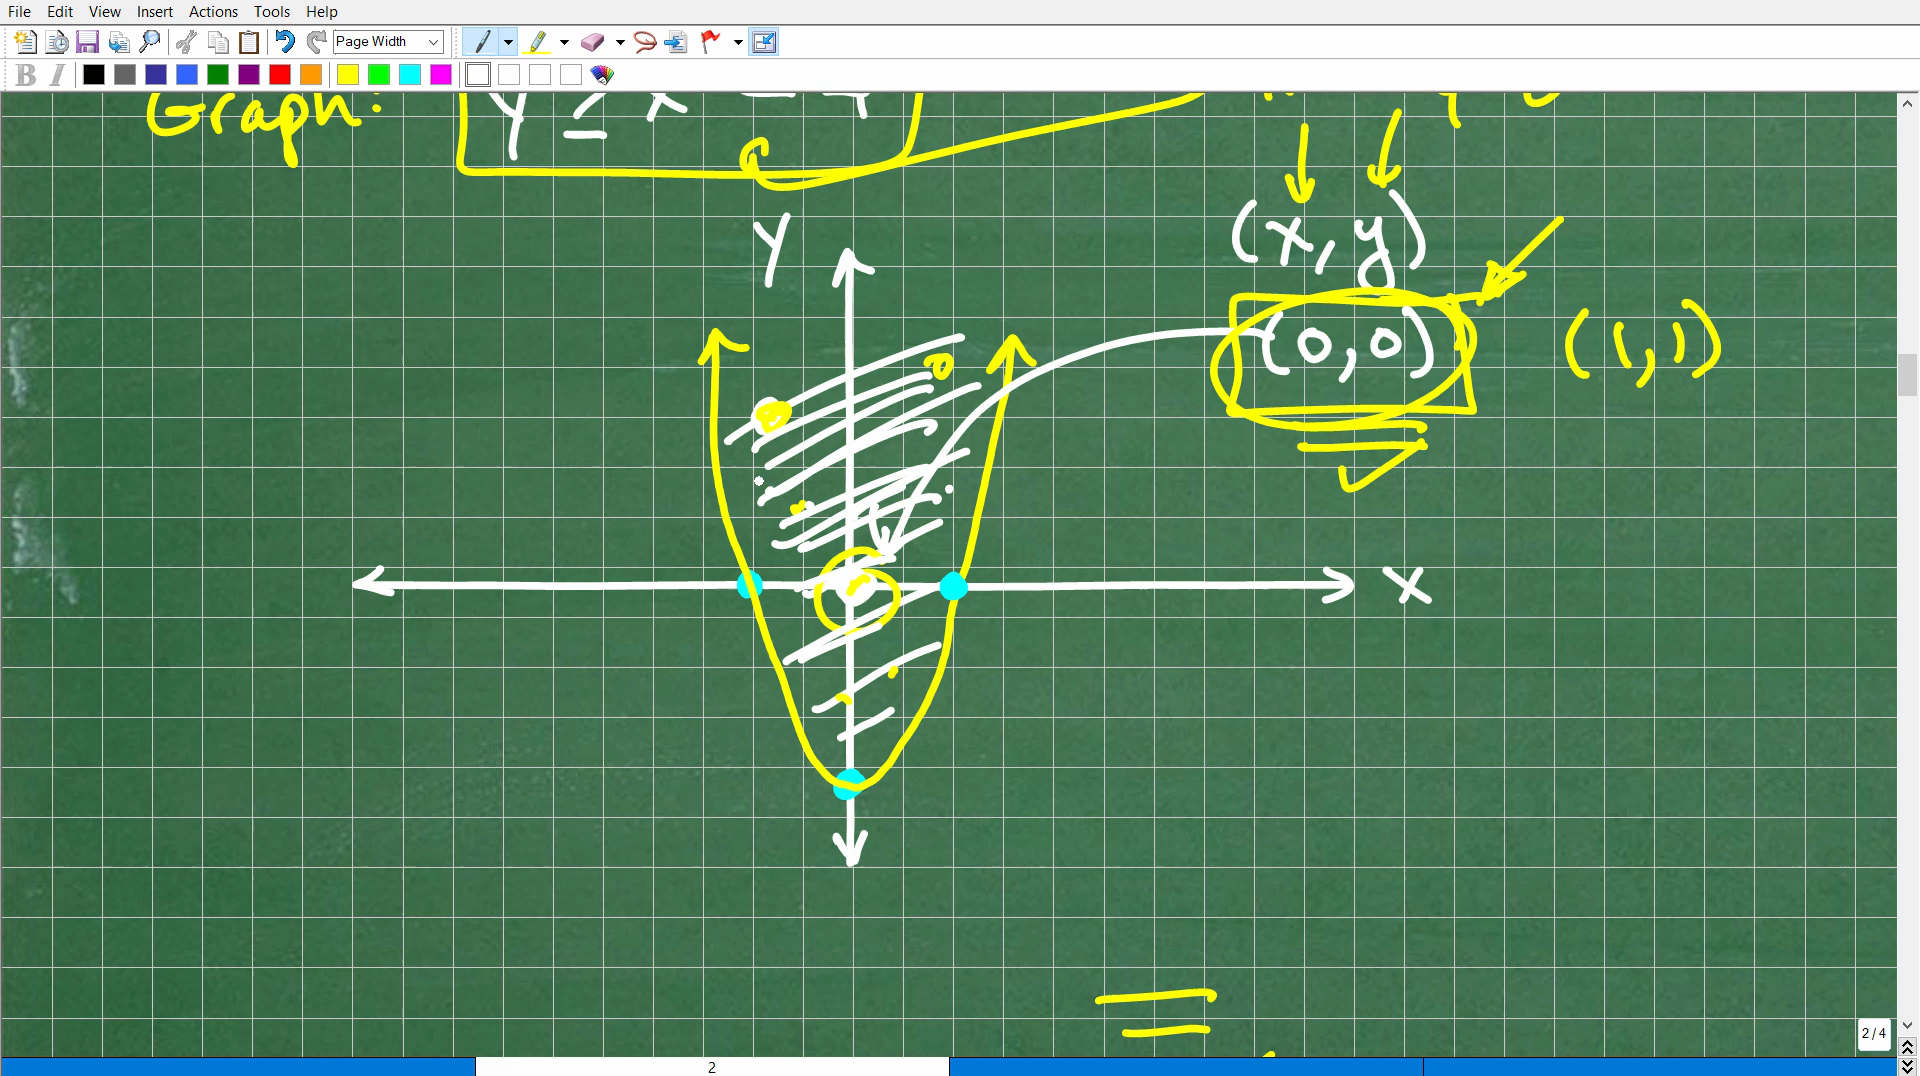 File Edit View Insert Actions Tools Help
Page Width
B I
Graph:
(x, y)
Y
(0,0)
(1,1)
X
2/4
2